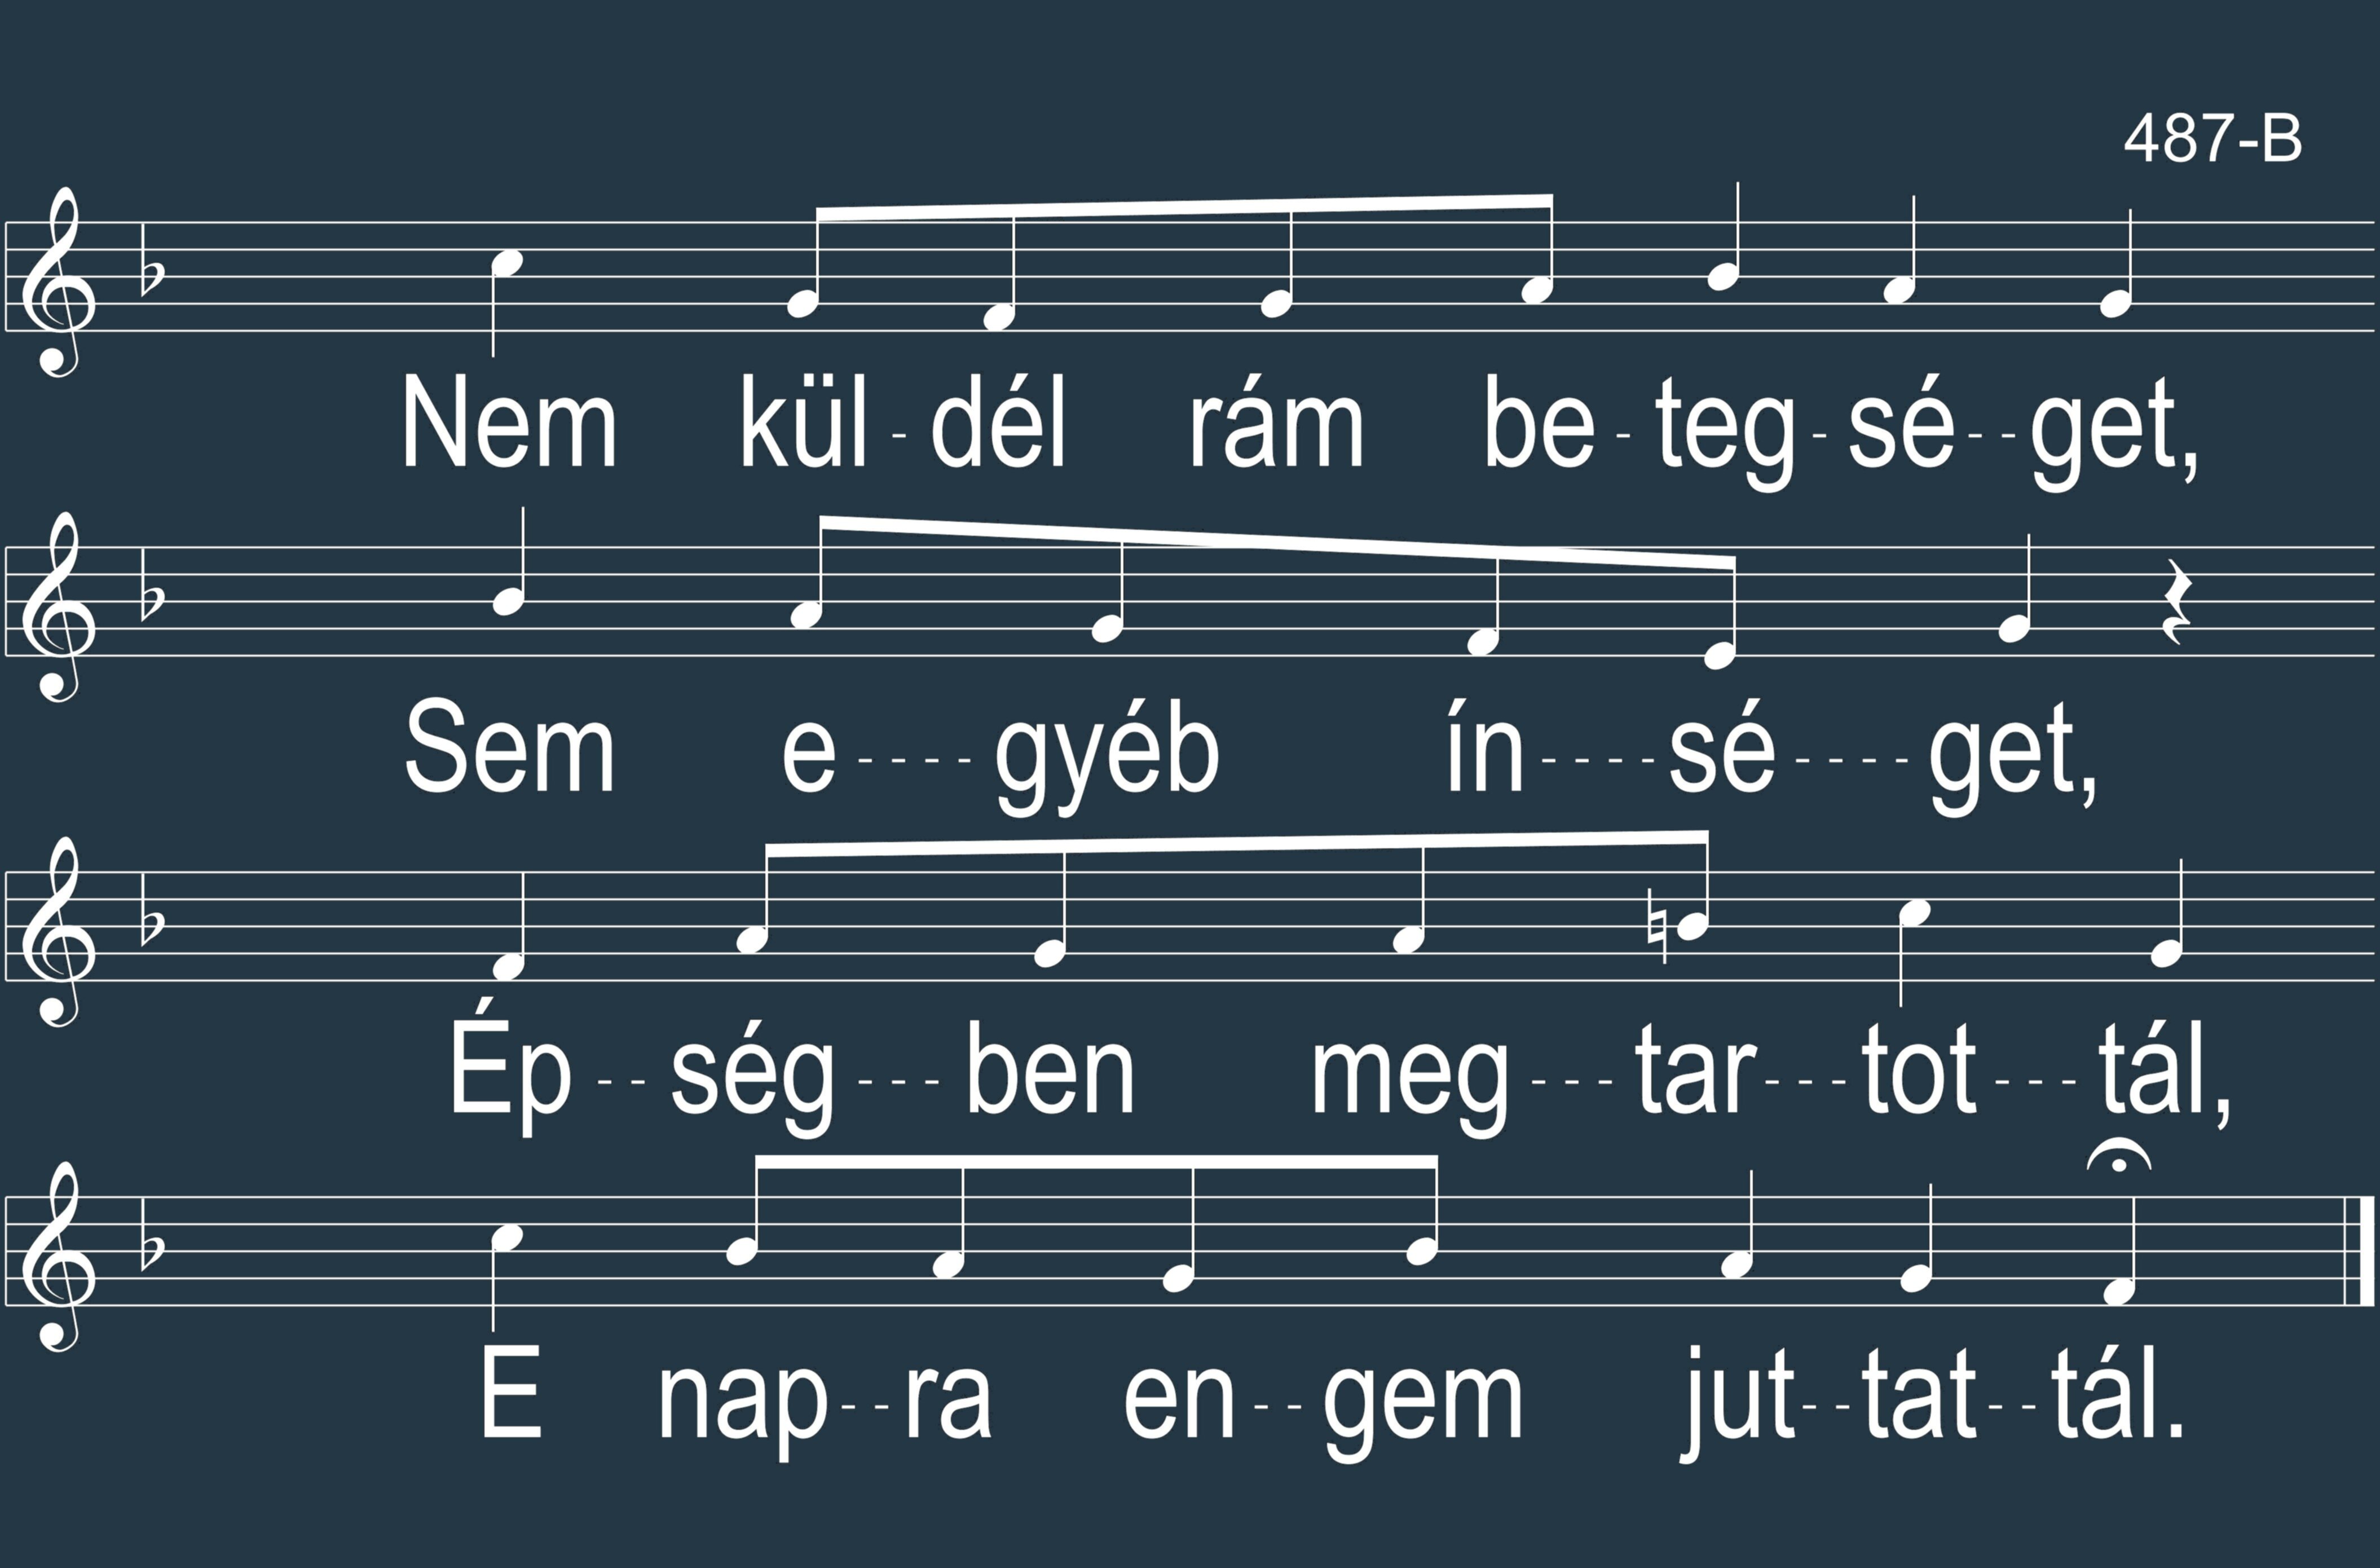 487-B
Nem kül - dél rám be - teg - sé - - get,
Sem e - - - - gyéb ín - - - - sé - - - - get,
Ép - - ség - - - ben meg - - - tar - - - tot - - - tál,
E nap - - ra en - - gem jut - - tat - - tál.